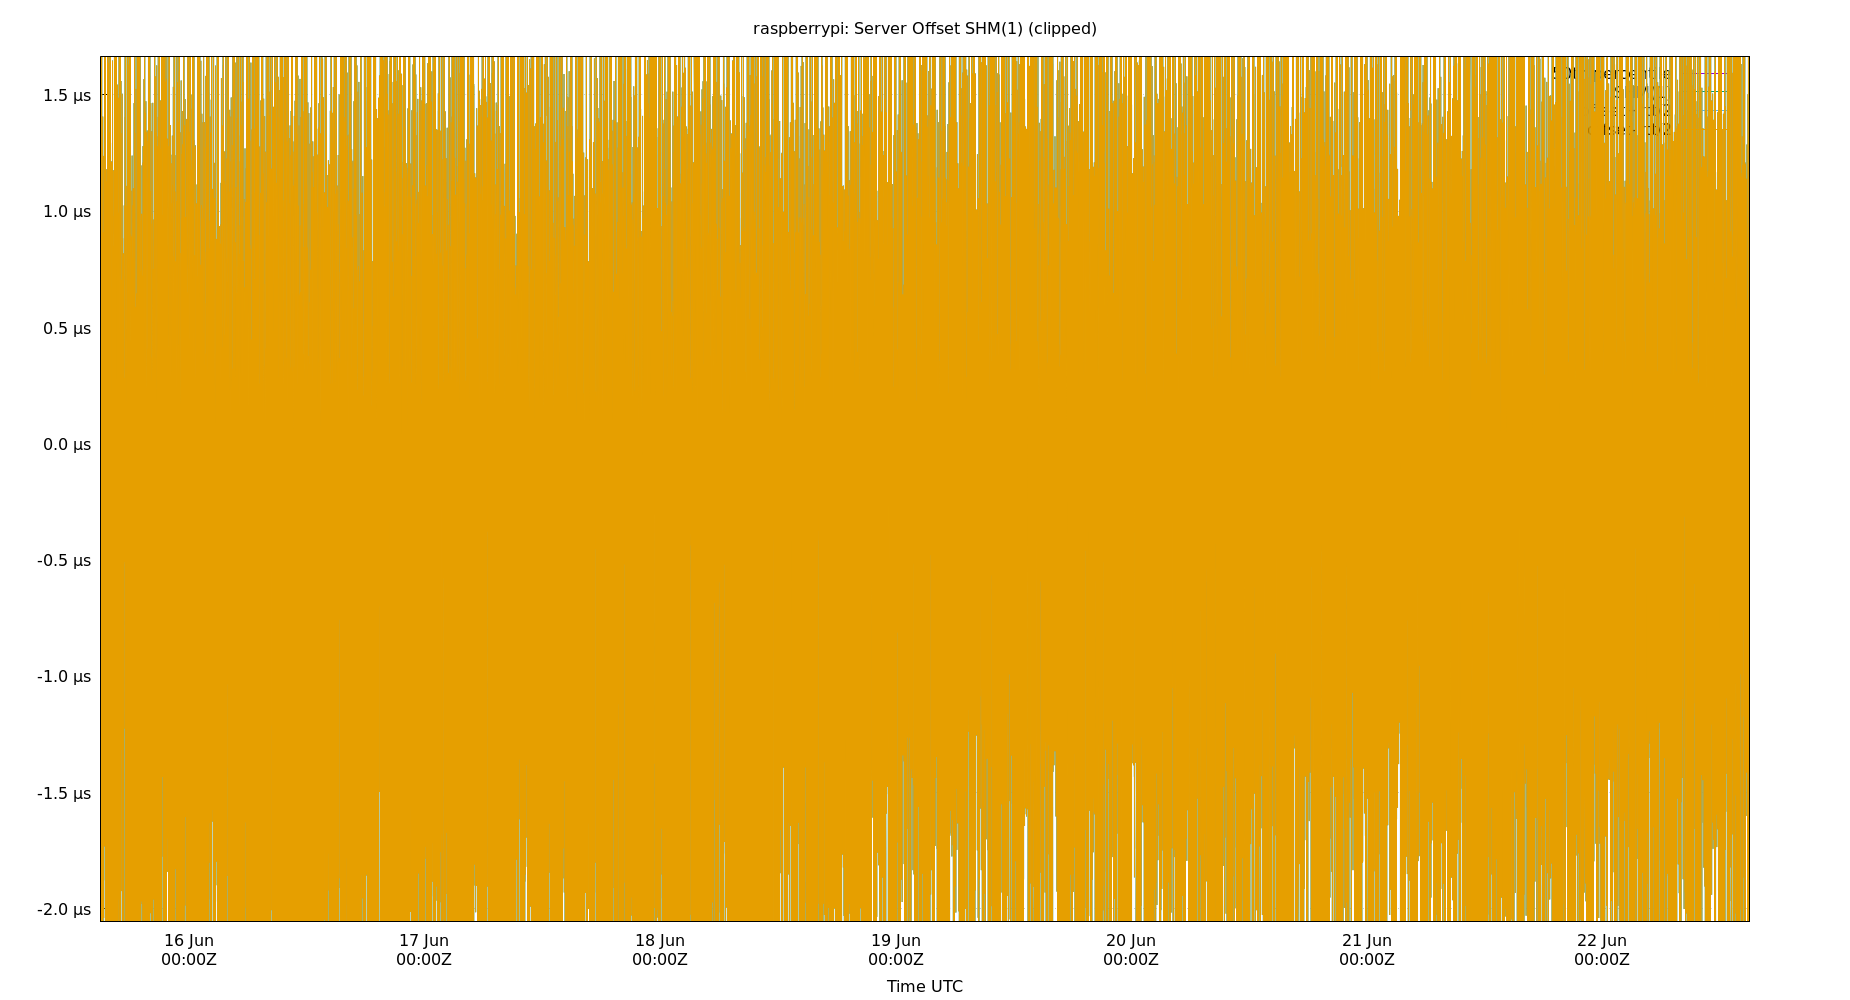 raspberrypi: Server Offset SHM(1) (clipped)
1.5 µs
1.0 µs
0.5 µs
0.0 µs
-0.5 µs
-1.0 µs
-1.5 µs
-2.0 µs
16 Jun 17 Jun 18 Jun 19 Jun 20 Jun 21 Jun 22 Jun
00:00Z 00:00Z 00:00Z 00:00Z 00:00Z 00:00Z 00:00Z
Time UTC